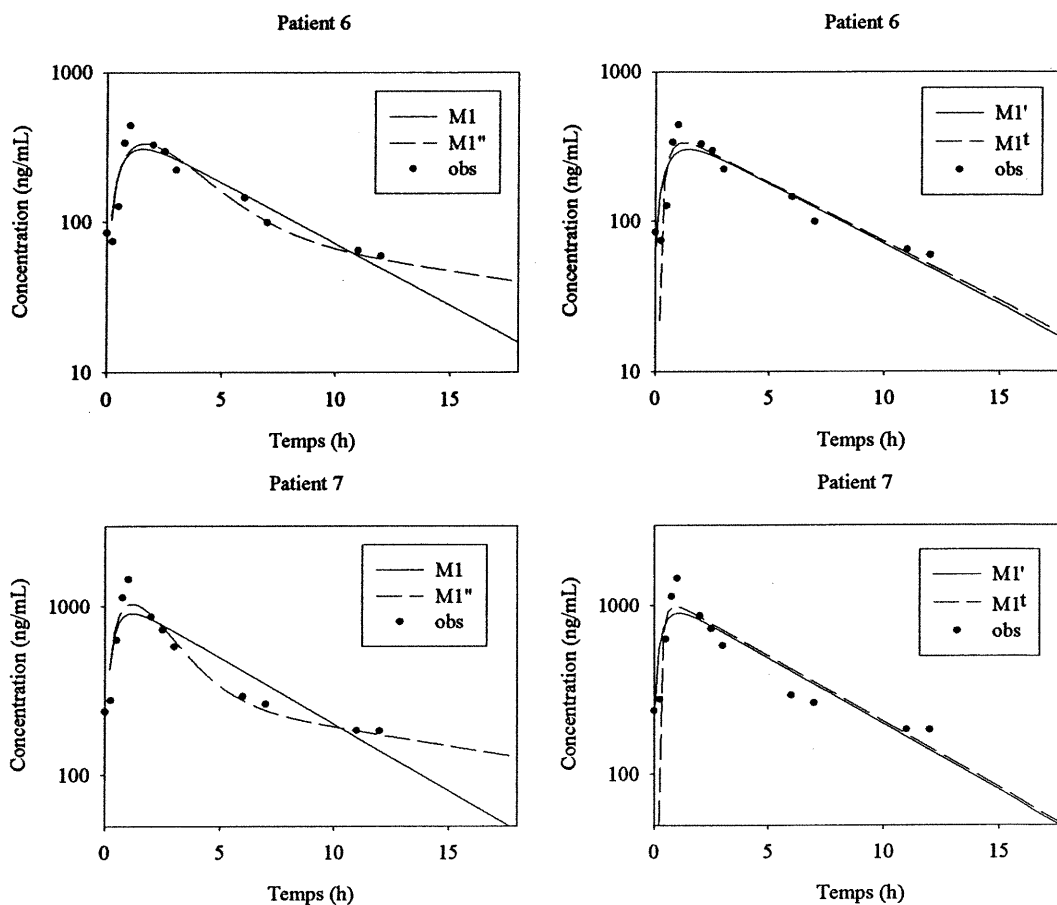 Patient 6
Concentration (ng/mL)
1000
100
10
M1
M1"
obs
0
5
10
15
Temps (h)
Patient 6
Concentration (ng/mL)
1000
100
10
M1'
M1t
obs
0
5
10
15
Temps (h)
Patient 7
Concentration (ng/mL)
1000
100
M1
M1"
obs
0
5
10
15
Temps (h)
Patient 7
Concentration (ng/mL)
1000
100
M1'
M1t
obs
0
5
10
15
Temps (h)